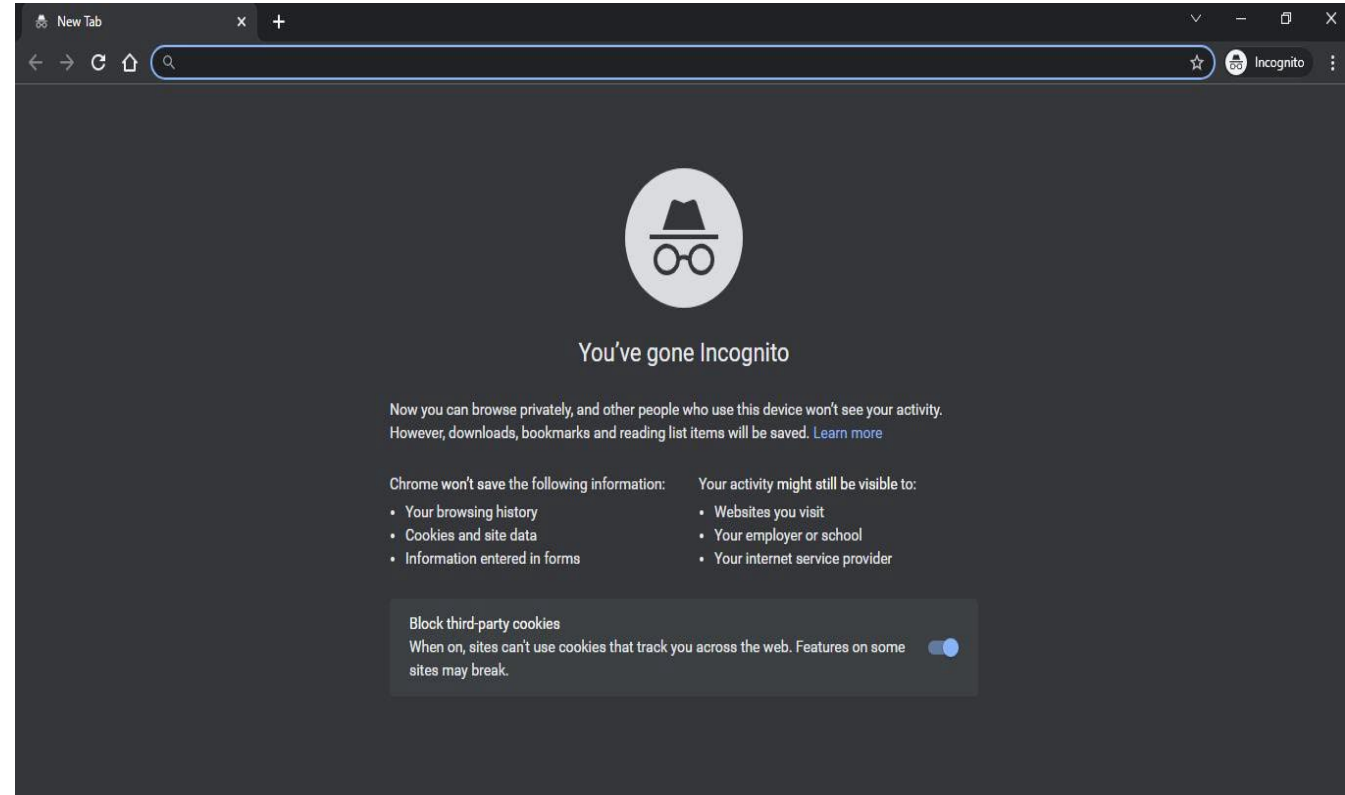 New Tab
Incognito
You've gone Incognito
Now you can browse privately, and other people who use this device won't see your activity.
However, downloads, bookmarks and reading list items will be saved. Learn more
Chrome won't save the following information:
• Your browsing history
• Cookies and site data
• Information entered in forms
Your activity might still be visible to:
• Websites you visit
• Your employer or school
• Your internet service provider
Block third-party cookies
When on, sites can't use cookies that track you across the web. Features on some
sites may break.